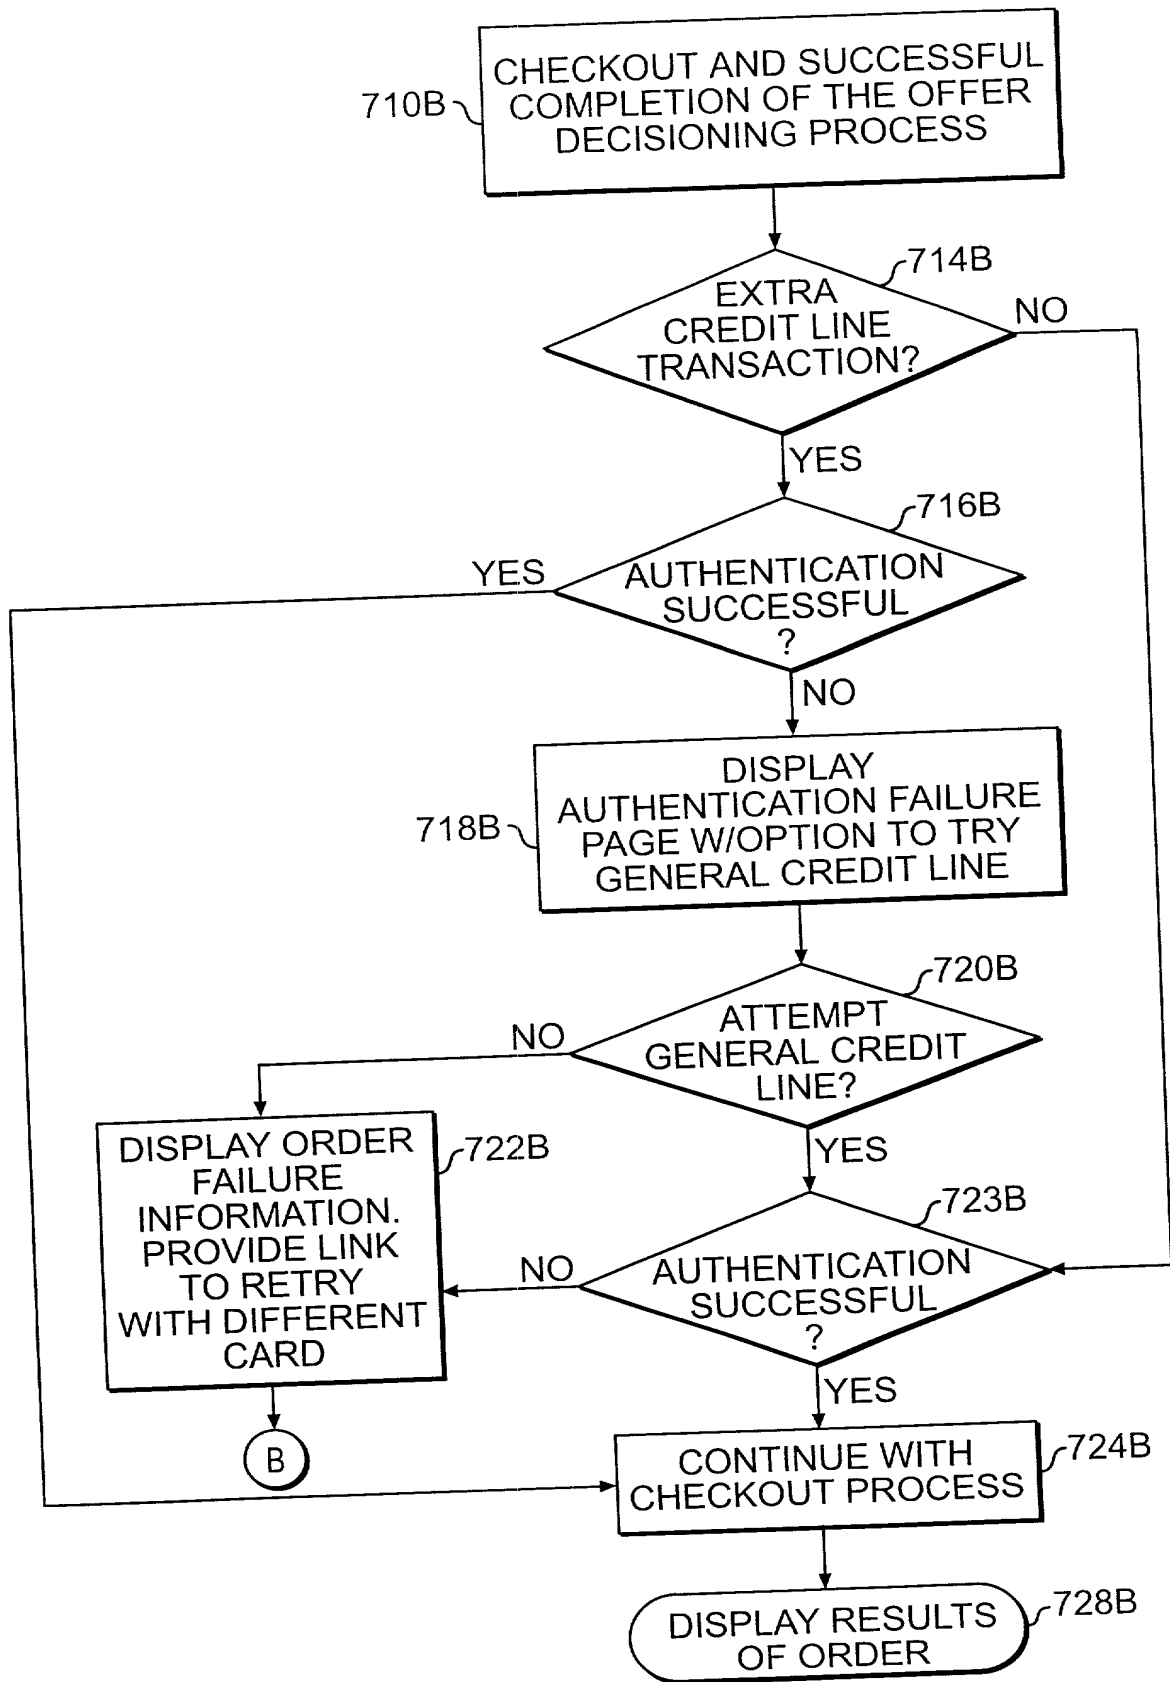 CHECKOUT AND SUCCESSFUL
COMPLETION OF THE OFFER
DECISIONING PROCESS
710B
714B
EXTRA
CREDIT LINE
TRANSACTION?
NO
YES
716B
YES
AUTHENTICATION
SUCCESSFUL
?
NO
DISPLAY
AUTHENTICATION FAILURE
PAGE W/OPTION TO TRY
GENERAL CREDIT LINE
718B
720B
NO
ATTEMPT
GENERAL CREDIT
LINE?
YES
DISPLAY ORDER
FAILURE
INFORMATION.
PROVIDE LINK
TO RETRY
WITH DIFFERENT
CARD
722B
723B
NO
AUTHENTICATION
SUCCESSFUL
?
YES
B
CONTINUE WITH
CHECKOUT PROCESS
724B
DISPLAY RESULTS
OF ORDER
728B